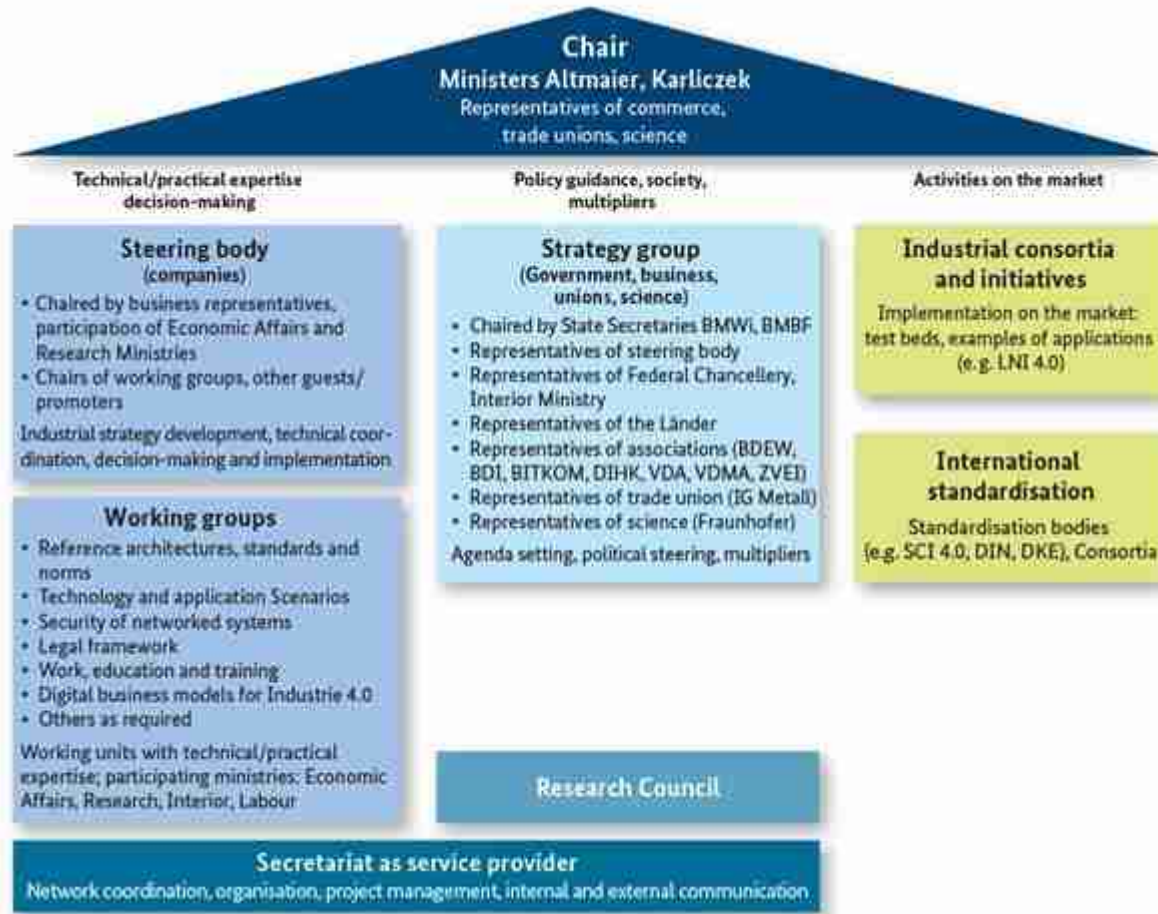 Chair
Ministers Altmaier, Karliczek
Representatives of commerce,
trade unions, science
Technical/practical expertise
decision-making
Steering body
(companies)
• Chaired by business representatives,
participation of Economic Affairs and
Research Ministries
• Chairs of working groups, other guests/
promoters
Industrial strategy development, technical coor-
dination, decision-making and implementation
Working groups
• Reference architectures, standards and
norms
• Technology and application Scenarios
• Security of networked systems
• Legal framework
• Work, education and training
• Digital business models for Industrie 4.0
• Others as required
Working units with technical/practical
expertise; participating ministries: Economic
Affairs, Research, Interior, Labour
Policy guidance, society,
multipliers
Strategy group
(Government, business,
unions, science)
• Chaired by State Secretaries BMWi, BMBF
• Representatives of steering body
• Representatives of Federal Chancellery,
Interior Ministry
• Representatives of the Länder
• Representatives of associations (BDEW,
BDI, BITKOM, DIHK, VDA, VDMA, ZVEI)
• Representatives of trade union (IG Metall)
• Representatives of science (Fraunhofer)
Agenda setting, political steering, multipliers
Research Council
Activities on the market
Industrial consortia
and initiatives
Implementation on the market:
test beds, examples of applications
(e.g. LNI 4.0)
International
standardisation
Standardisation bodies
(e.g. SCI 4.0, DIN, DKE), Consortia
Secretariat as service provider
Network coordination, organisation, project management, internal and external communication